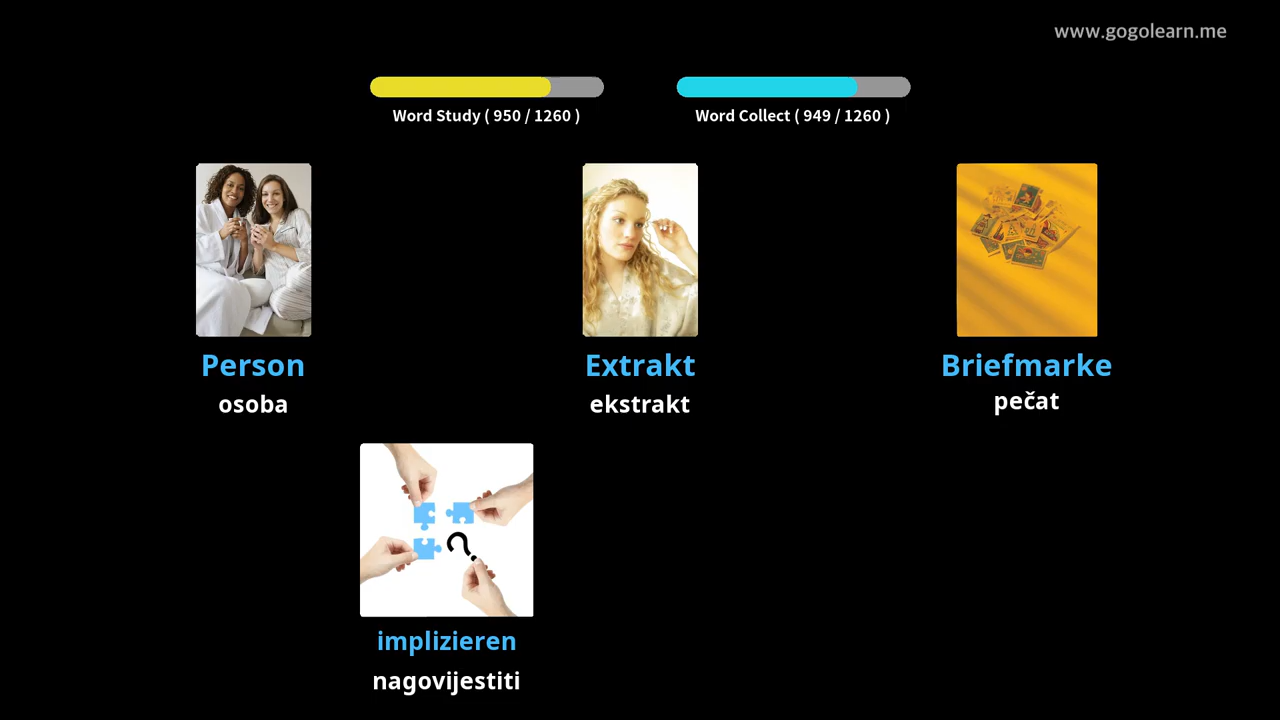 www.gogolearn.me
Word Study ( 950 / 1260 )
Word Collect ( 949 / 1260 )
Person
osoba
Extrakt
ekstrakt
Briefmarke
pečat
implizieren
nagovijestiti